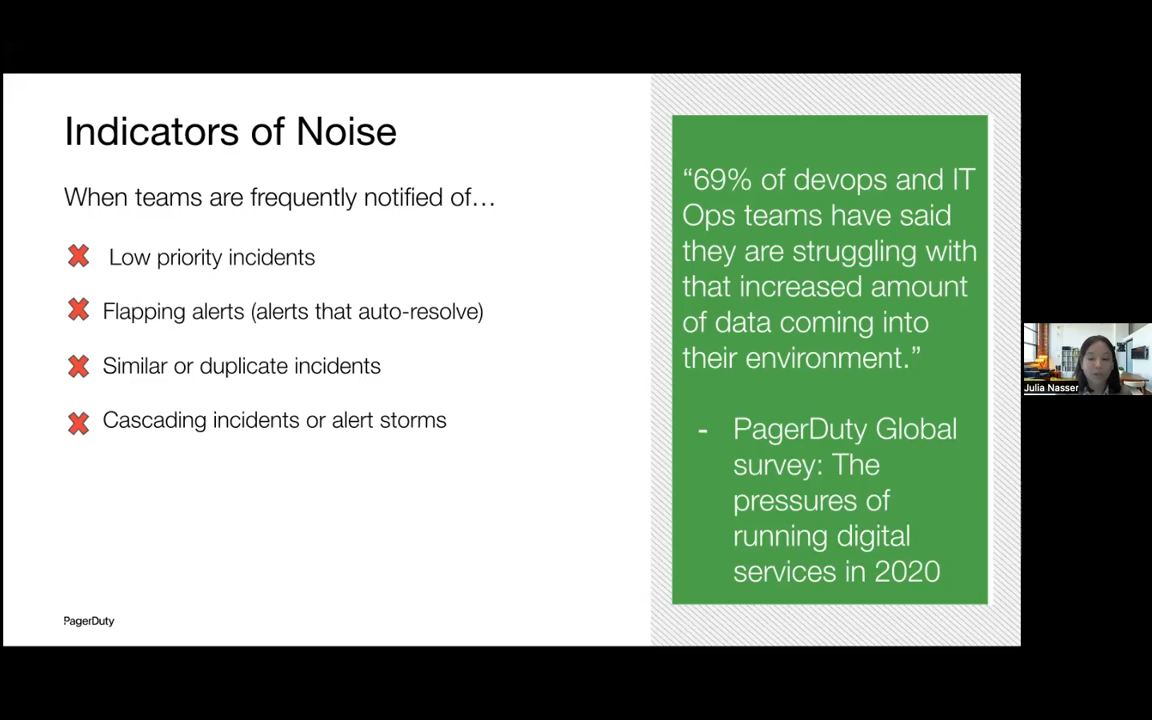 Indicators of Noise
When teams are frequently notified of…
Low priority incidents
Flapping alerts (alerts that auto-resolve)
Similar or duplicate incidents
Cascading incidents or alert storms
PagerDuty
“69% of devops and IT
Ops teams have said
they are struggling with
that increased amount
of data coming into
their environment.”
- PagerDuty Global
survey: The
pressures of
running digital
services in 2020
Julia Nasser